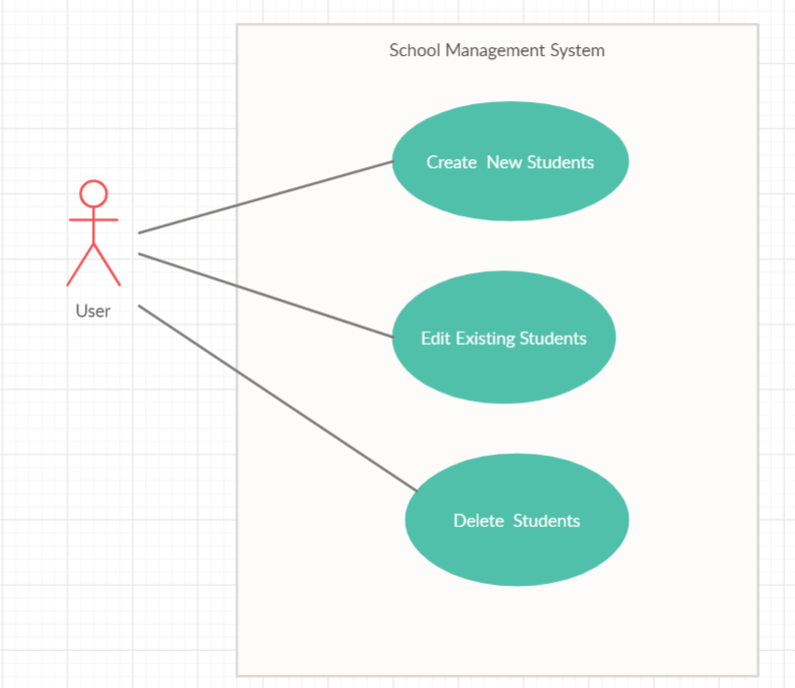 School Management System
Create  New Students
User
Edit Existing Students
Delete  Students